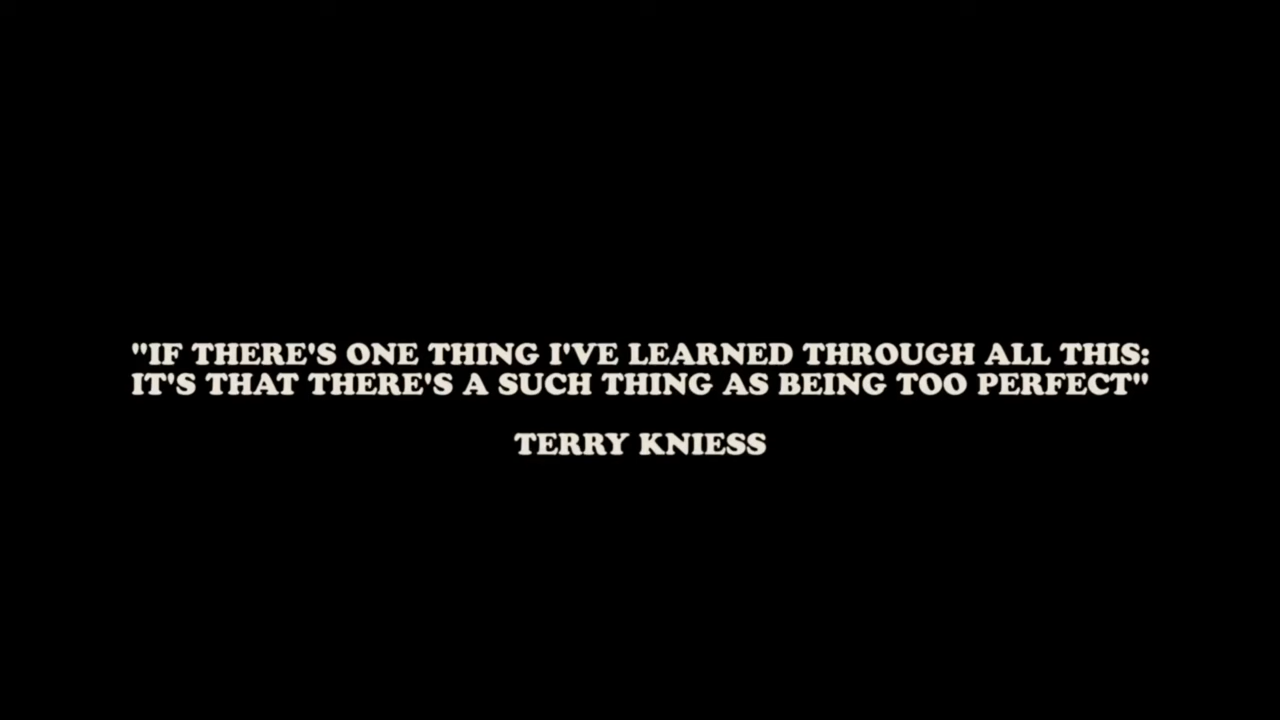 "IF THERE'S ONE THING I'VE LEARNED THROUGH ALL THIS:
IT'S THAT THERE'S A SUCH THING AS BEING TOO PERFECT"
TERRY KNIESS